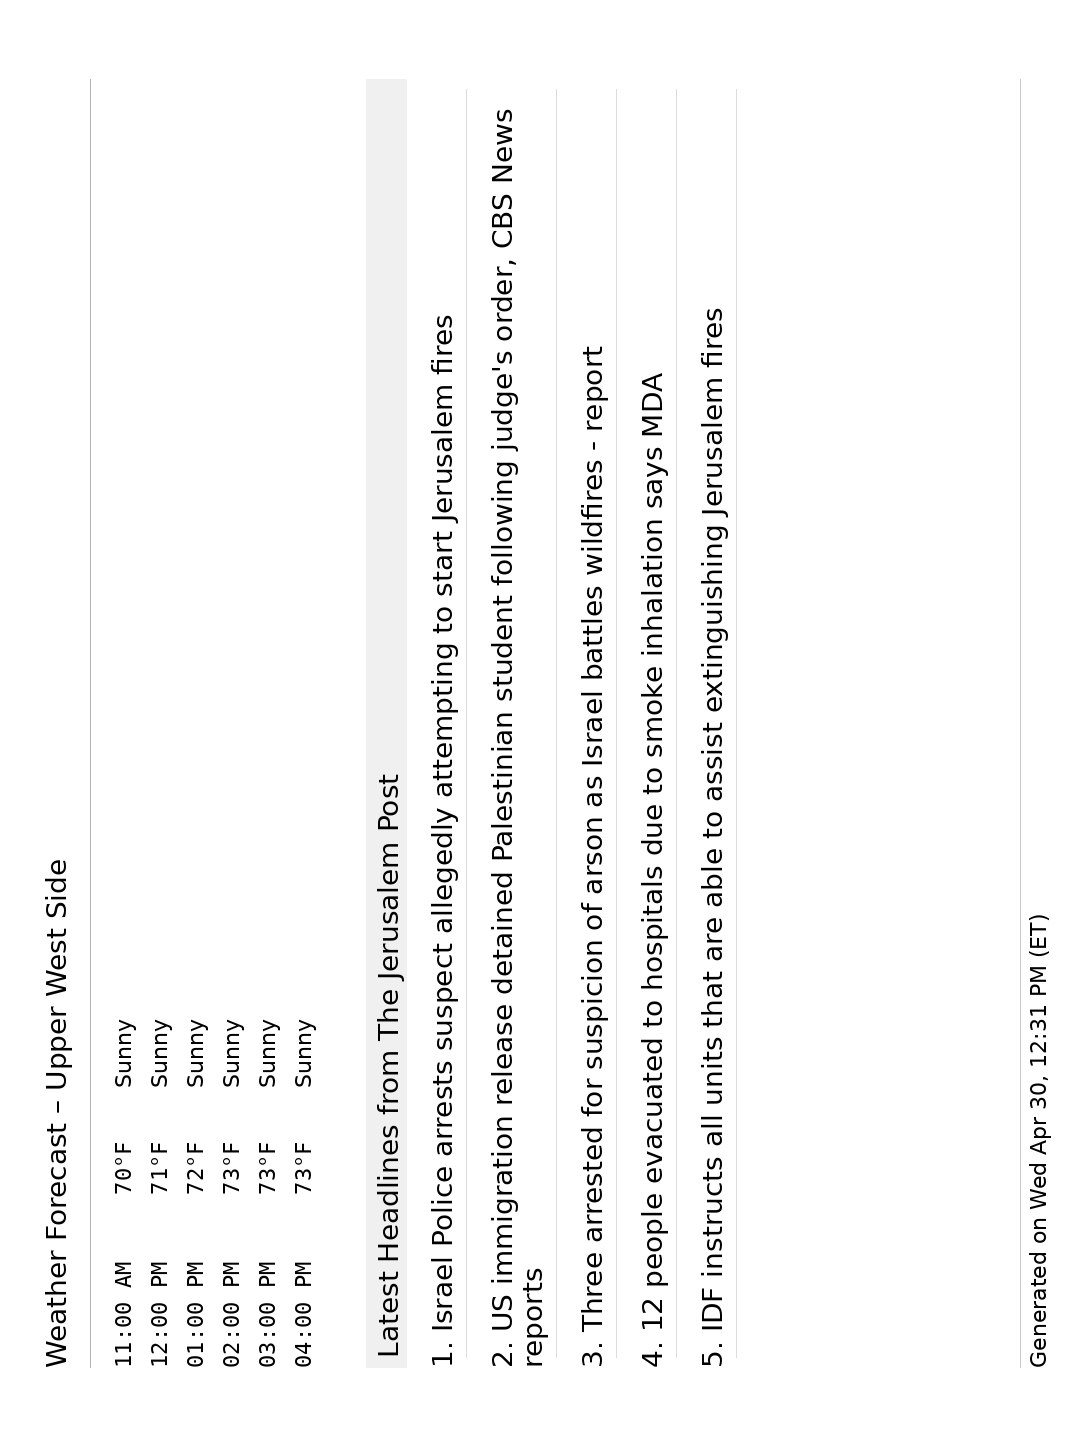 Weather Forecast – Upper West Side
11:00 AM 70°F Sunny
12:00 PM 71°F Sunny
01:00 PM 72°F Sunny
02:00 PM 73°F Sunny
03:00 PM 73°F Sunny
04:00 PM 73°F Sunny
Latest Headlines from The Jerusalem Post
1. Israel Police arrests suspect allegedly attempting to start Jerusalem fires
2. US immigration release detained Palestinian student following judge's order, CBS News
reports
3. Three arrested for suspicion of arson as Israel battles wildfires - report
4. 12 people evacuated to hospitals due to smoke inhalation says MDA
5. IDF instructs all units that are able to assist extinguishing Jerusalem fires
Generated on Wed Apr 30, 12:31 PM (ET)